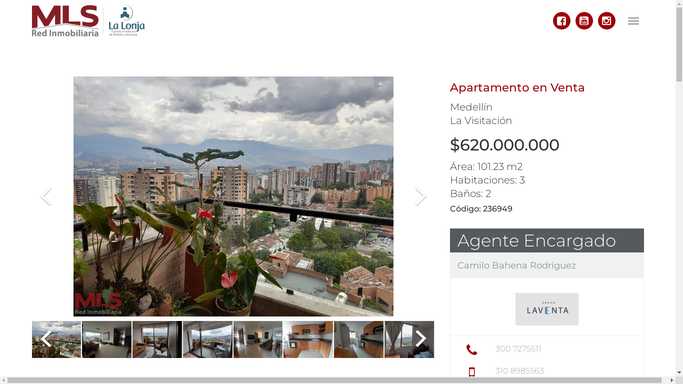 MLS
Red Inmobiliaria
La Lonja
Apartamento en Venta
Medellín
La Visitación
$620.000.000
Área: 101.23 m2
Habitaciones: 3
Baños: 2
Código: 236949
MLS
Red Inmobiliaria
Agente Encargado
Camilo Bahena Rodriguez
LAVENTA
300 7275611
310 8985563